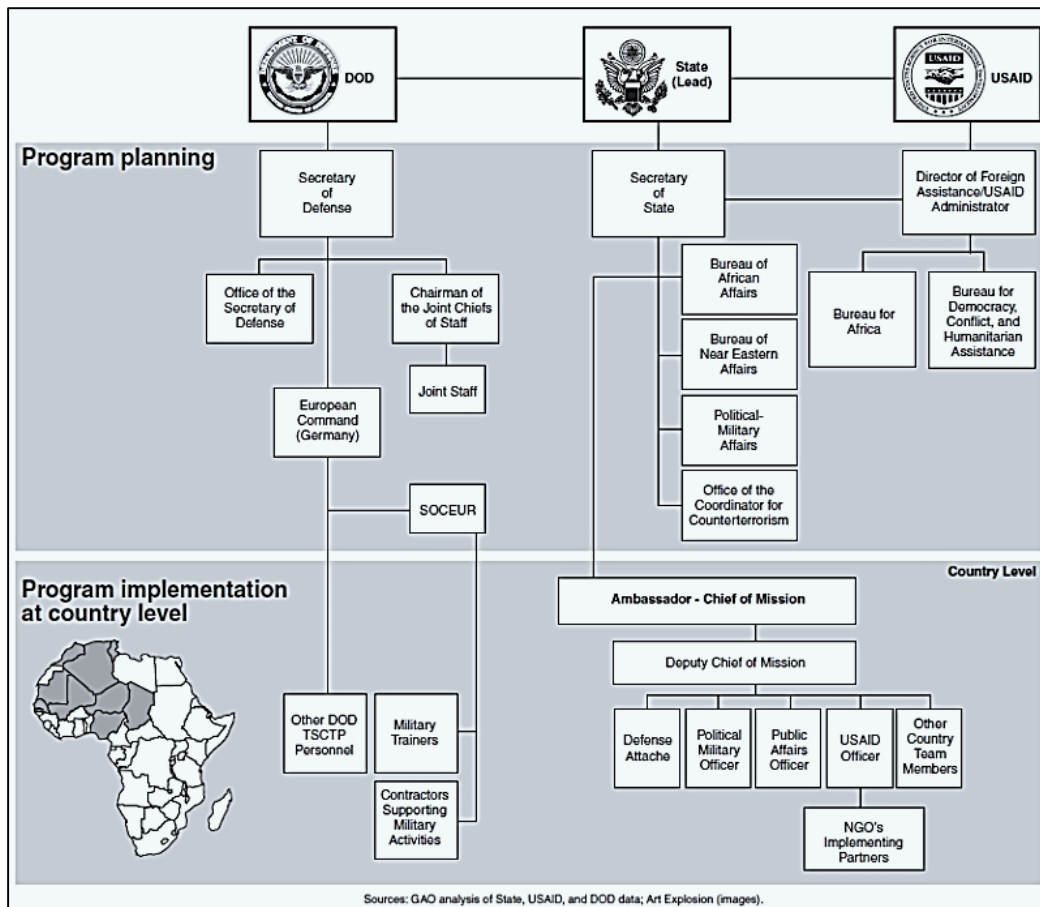 DOD
State
(Lead)
USAID
USAID
Program planning
Secretary
of
Defense
Secretary
of
State
Director of Foreign
Assistance/USAID
Administrator
Office of the
Secretary of
Defense
Chairman of
the Joint Chiefs
of Staff
Bureau of
African
Affairs
Bureau for
Africa
Bureau for
Democracy,
Conflict, and
Humanitarian
Assistance
Joint Staff
Bureau of
Near Eastern
Affairs
European
Command
(Germany)
Political-
Military
Affairs
SOCEUR
Office of the
Coordinator for
Counterterrorism
Program implementation
at country level
Country Level
Ambassador - Chief of Mission
Deputy Chief of Mission
Other DOD
TSCTP
Personnel
Military
Trainers
Contractors
Supporting
Military
Activities
Defense
Attache
Political
Military
Officer
Public
Affairs
Officer
USAID
Officer
Other
Country
Team
Members
NGO's
Implementing
Partners
Sources: GAO analysis of State, USAID, and DOD data; Art Explosion (images).